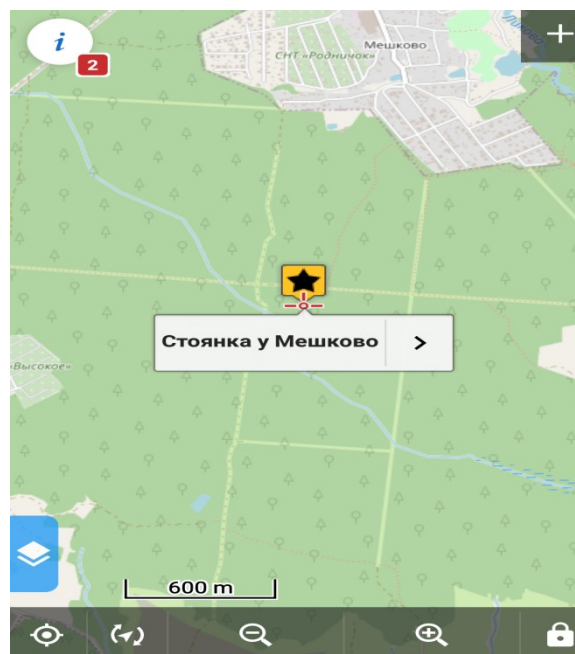 i
2
Мешково
СНТ «Родничок»
Стоянка у Мешково
Высокое»
600 m